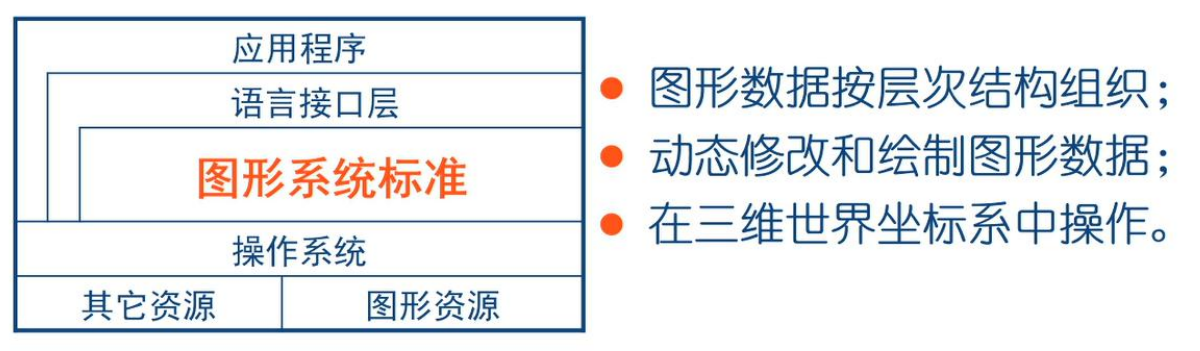 应用程序
语言接口层
图形系统标准
操作系统
其它资源 图形资源
图形数据按层次结构组织；
动态修改和绘制图形数据；
在三维世界坐标系中操作。